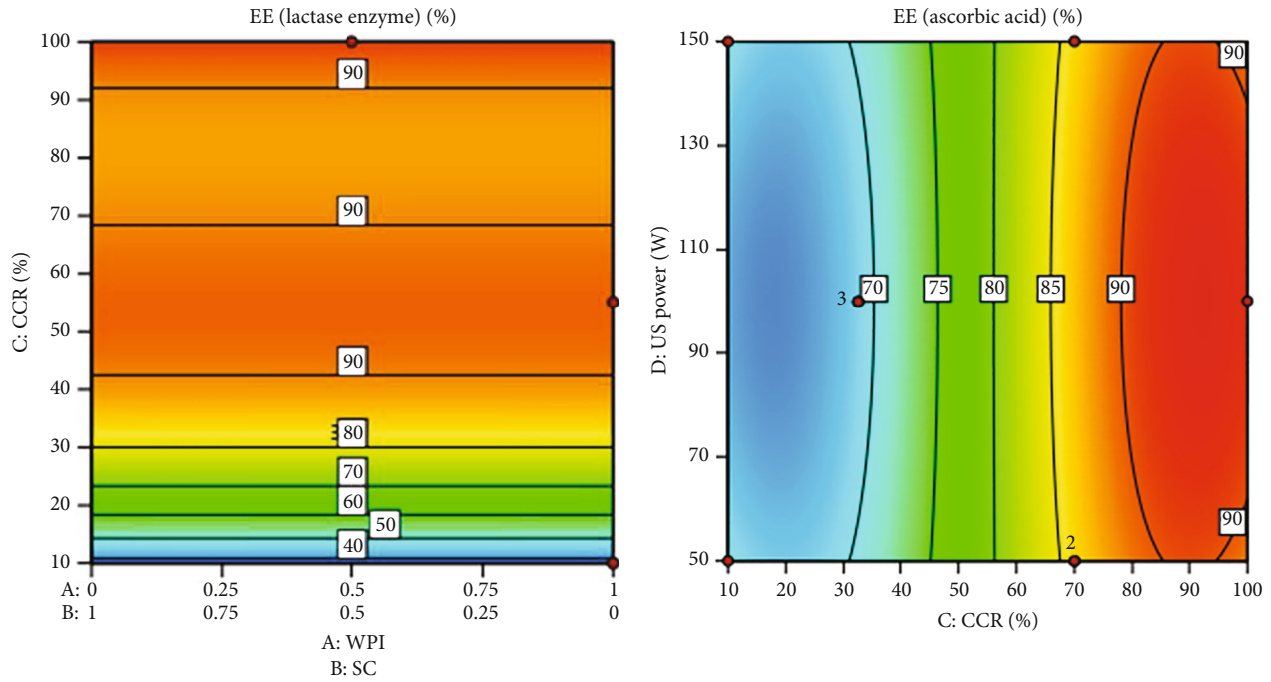 EE (lactase enzyme) (%)
100
90
80
70
60
50
40
30
20
10
C: CCR (%)
90
90
90
80
70
60
50
40
A: 0 0.25 0.5 0.75 1
B: 1 0.75 0.5 0.25 0
A: WPI
B: SC
EE (ascorbic acid) (%)
150
130
110
90
70
50
D: US power (W)
90
3 70 75 80 85 90
90
2
10 20 30 40 50 60 70 80 90 100
C: CCR (%)